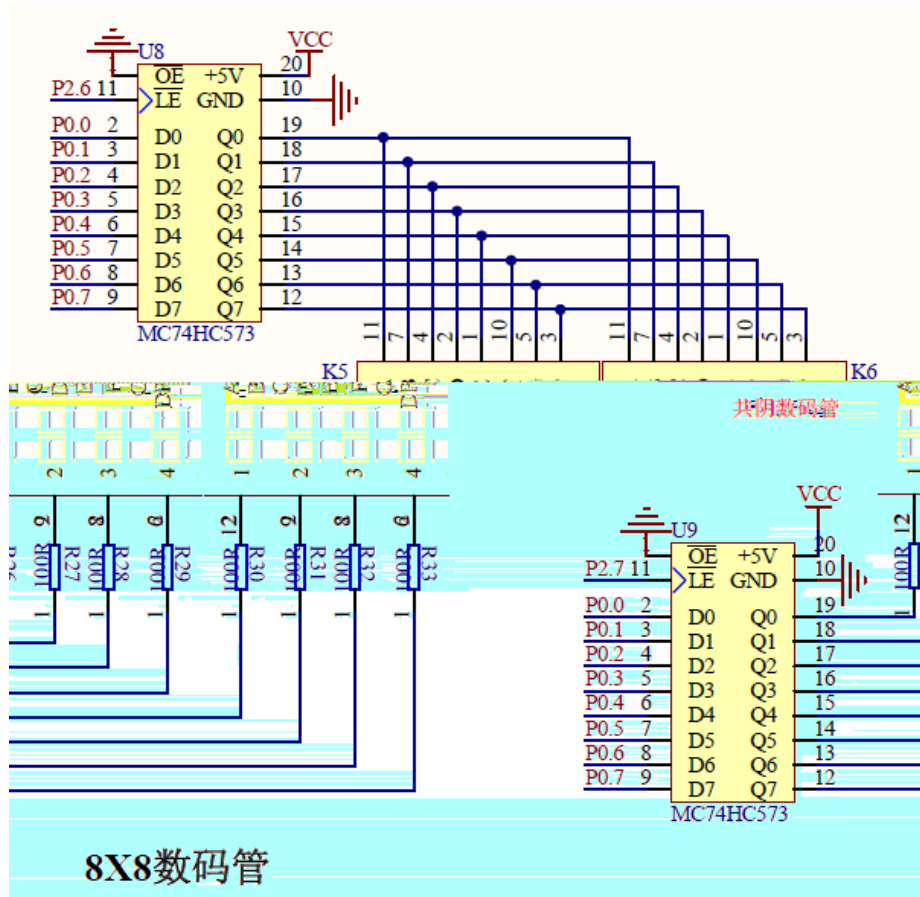 U8
VCC
OE +5V 20
P2.6 11 LE GND 10
P0.0 2 D0 Q0 19
P0.1 3 D1 Q1 18
P0.2 4 D2 Q2 17
P0.3 5 D3 Q3 16
P0.4 6 D4 Q4 15
P0.5 7 D5 Q5 14
P0.6 8 D6 Q6 13
P0.7 9 D7 Q7 12
MC74HC573
11 7 4 2 1 10 5 3
11 7 4 2 1 10 5 3
K5
K6
共阴数码管
2 3 4 1 2 3 4 1
9 8 6 12 9 8 6 12
R27 R28 R29 R30 R31 R32 R33
100R
1 1 1 1 1 1 1 1
U9
VCC
1 OE +5V 20
P2.7 11 LE GND 10
P0.0 2 D0 Q0 19
P0.1 3 D1 Q1 18
P0.2 4 D2 Q2 17
P0.3 5 D3 Q3 16
P0.4 6 D4 Q4 15
P0.5 7 D5 Q5 14
P0.6 8 D6 Q6 13
P0.7 9 D7 Q7 12
MC74HC573
8X8数码管